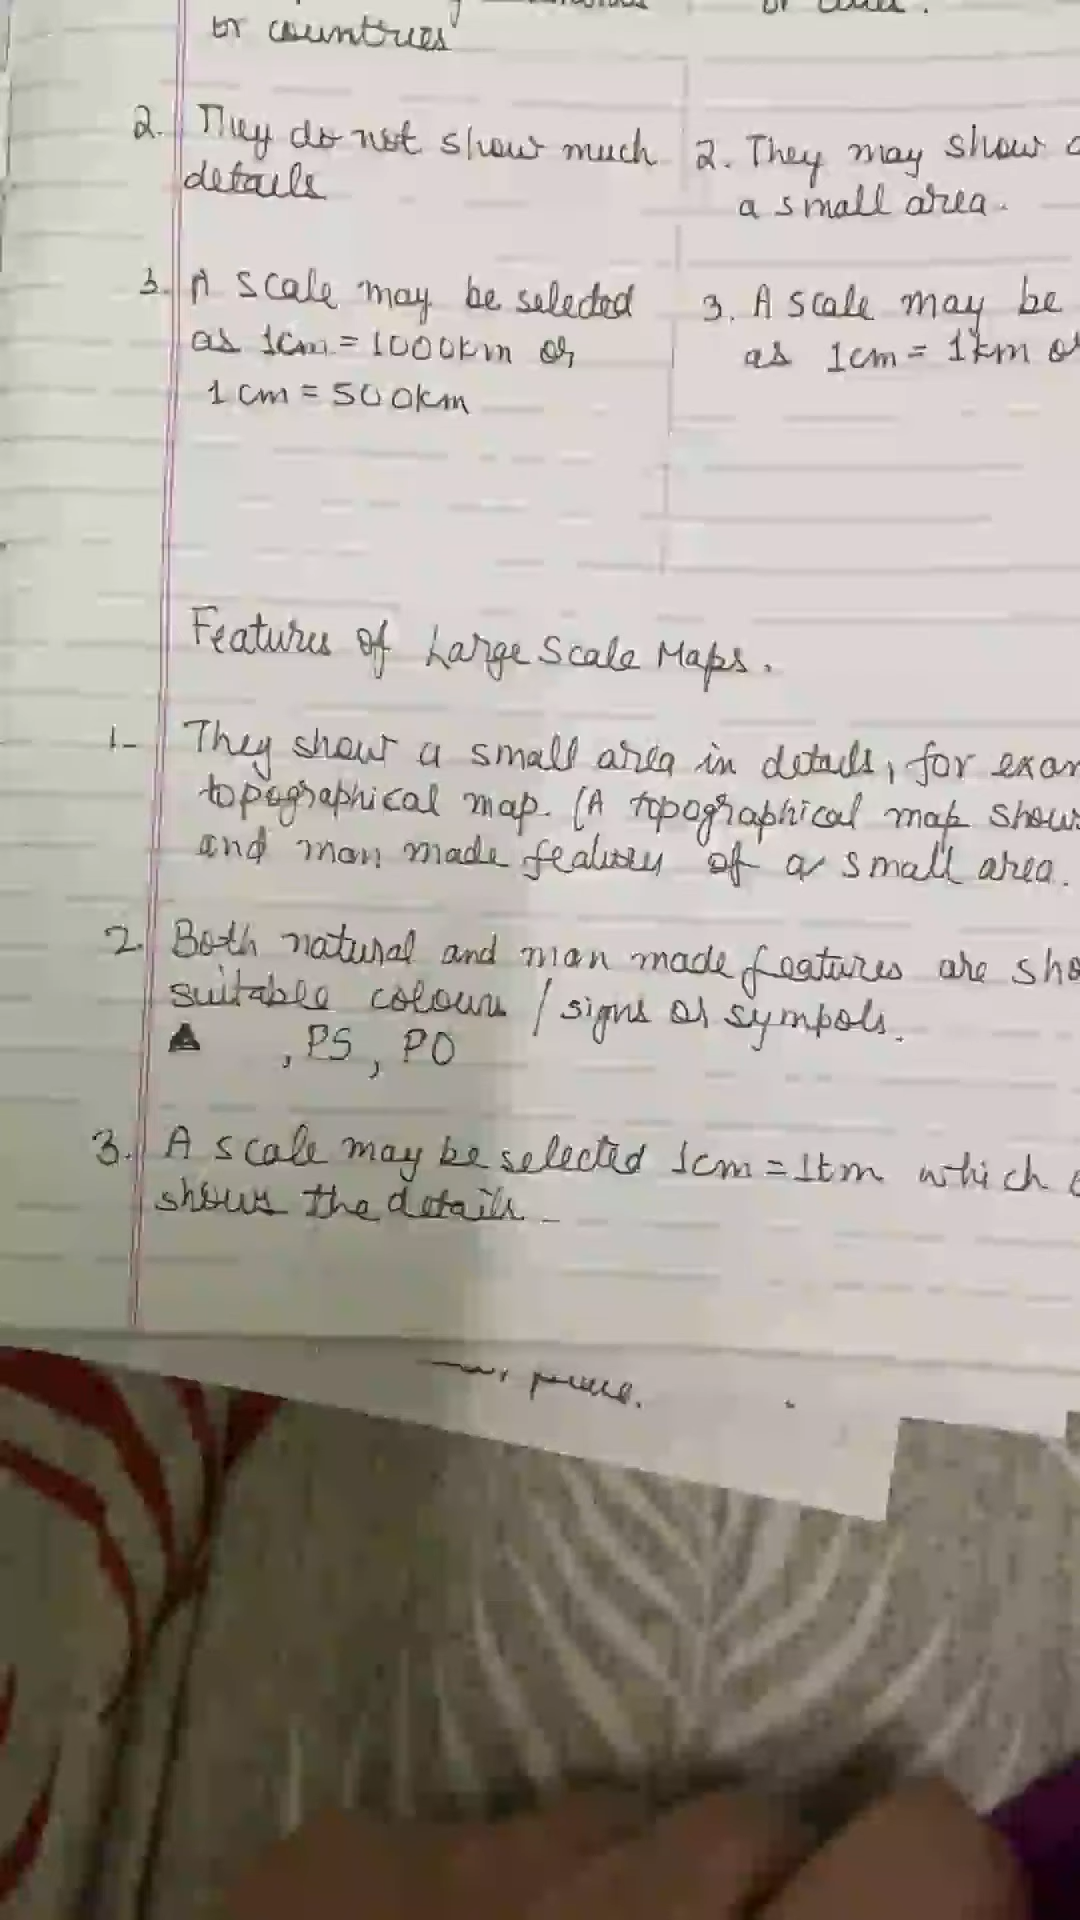 or countries
2. They do not show much
details
2. They may show
a small area.
3. A scale may be selected
as 1cm = 1000km or
1 cm = 500km
3. A scale may be
as 1cm = 1km or
Features of Large Scale Maps.
1- They show a small area in details, for exam
topographical map. (A topographical map shows
and man made features of a small area.
2. Both natural and man made features are sho
suitable colours / signs or symbols.
, PS, PO
3. A scale may be selected 1cm = 1km which
shows the details.